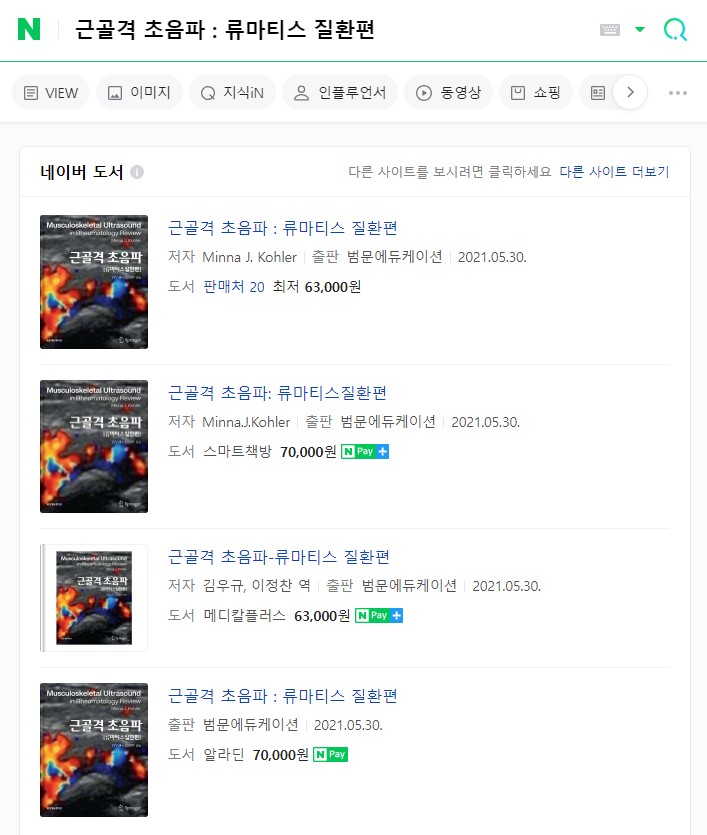 N 근골격 초음파 : 류마티스 질환편
VIEW 이미지 지식iN 인플루언서 동영상 쇼핑
네이버 도서 다른 사이트를 보시려면 클릭하세요 다른 사이트 더보기
Musculoskeletal Ultrasound
in Rheumatology Review
Minna J. Kohler
근골격 초음파
[류마티스질환편]
Springer
근골격 초음파 : 류마티스 질환편
저자 Minna J. Kohler 출판 범문에듀케이션 2021.05.30.
도서 판매처 20 최저 63,000원
Musculoskeletal Ultrasound
in Rheumatology Review
Minna J. Kohler
근골격 초음파
[류마티스질환편]
Springer
근골격 초음파: 류마티스질환편
저자 Minna.J.Kohler 출판 범문에듀케이션 2021.05.30.
도서 스마트책방 70,000원 N Pay +
Musculoskeletal Ultrasound
in Rheumatology Review
근골격 초음파
Springer
근골격 초음파-류마티스 질환편
저자 김우규, 이정찬 역 출판 범문에듀케이션 2021.05.30.
도서 메디칼플러스 63,000원 N Pay +
Musculoskeletal Ultrasound
in Rheumatology Review
Minna J. Kohler
근골격 초음파
[류마티스질환편]
Springer
근골격 초음파 : 류마티스 질환편
출판 범문에듀케이션 2021.05.30.
도서 알라딘 70,000원 N Pay